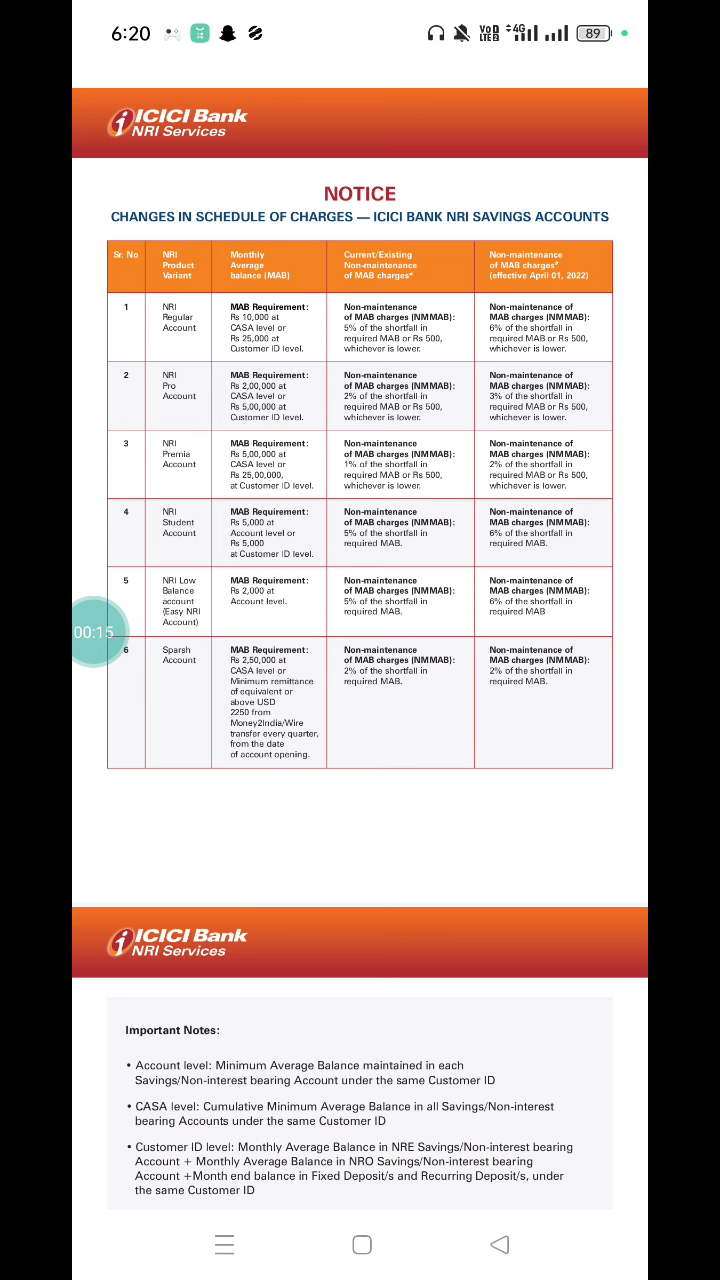 6:20
VoD LTE2 4G 89
ICICI Bank
NRI Services
NOTICE
CHANGES IN SCHEDULE OF CHARGES — ICICI BANK NRI SAVINGS ACCOUNTS
Sr. No
NRI
Product
Variant
Monthly
Average
balance (MAB)
Current/Existing
Non-maintenance
of MAB charges#
Non-maintenance
of MAB charges#
(effective April 01, 2022)
1
NRI
Regular
Account
MAB Requirement:
Rs 10,000 at
CASA level or
Rs 25,000 at
Customer ID level.
Non-maintenance
of MAB charges (NMMAB):
5% of the shortfall in
required MAB or Rs 500,
whichever is lower.
Non-maintenance of
MAB charges (NMMAB):
6% of the shortfall in
required MAB or Rs 500,
whichever is lower.
2
NRI
Pro
Account
MAB Requirement:
Rs 2,00,000 at
CASA level or
Rs 5,00,000 at
Customer ID level.
Non-maintenance
of MAB charges (NMMAB):
2% of the shortfall in
required MAB or Rs 500,
whichever is lower.
Non-maintenance of
MAB charges (NMMAB):
3% of the shortfall in
required MAB or Rs 500,
whichever is lower.
3
NRI
Premia
Account
MAB Requirement:
Rs 5,00,000 at
CASA level or
Rs 25,00,000,
at Customer ID level.
Non-maintenance
of MAB charges (NMMAB):
1% of the shortfall in
required MAB or Rs 500,
whichever is lower.
Non-maintenance of
MAB charges (NMMAB):
2% of the shortfall in
required MAB or Rs 500,
whichever is lower.
4
NRI
Student
Account
MAB Requirement:
Rs 5,000 at
Account level or
Rs 5,000
at Customer ID level.
Non-maintenance
of MAB charges (NMMAB):
5% of the shortfall in
required MAB.
Non-maintenance of
MAB charges (NMMAB):
6% of the shortfall in
required MAB.
5
NRI Low
Balance
account
(Easy NRI
Account)
MAB Requirement:
Rs 2,000 at
Account level.
Non-maintenance
of MAB charges (NMMAB):
5% of the shortfall in
required MAB.
Non-maintenance of
MAB charges (NMMAB):
6% of the shortfall in
required MAB
00:15
6
Sparsh
Account
MAB Requirement:
Rs 2,50,000 at
CASA level or
Minimum remittance
of equivalent or
above USD
2250 from
Money2India/Wire
transfer every quarter,
from the date
of account opening.
Non-maintenance
of MAB charges (NMMAB):
2% of the shortfall in
required MAB.
Non-maintenance of
MAB charges (NMMAB):
2% of the shortfall in
required MAB.
ICICI Bank
NRI Services
Important Notes:
• Account level: Minimum Average Balance maintained in each
Savings/Non-interest bearing Account under the same Customer ID
• CASA level: Cumulative Minimum Average Balance in all Savings/Non-interest
bearing Accounts under the same Customer ID
• Customer ID level: Monthly Average Balance in NRE Savings/Non-interest bearing
Account + Monthly Average Balance in NRO Savings/Non-interest bearing
Account +Month end balance in Fixed Deposit/s and Recurring Deposit/s, under
the same Customer ID